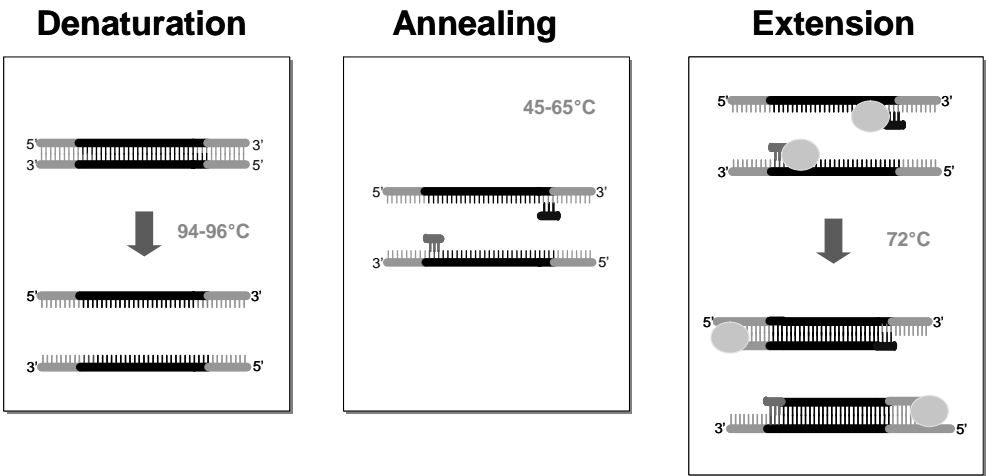 Denaturation
5' 3'
3' 5'
94-96°C
5' 3'
3' 5'
Annealing
45-65°C
5' 3'
3' 5'
Extension
5' 3'
3' 5'
72°C
5' 3'
3' 5'